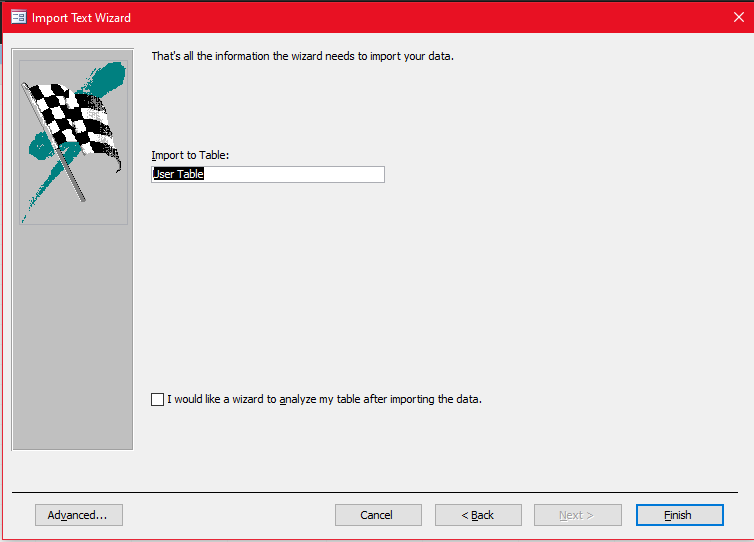 Import Text Wizard
That's all the information the wizard needs to import your data.
Import to Table:
User Table
I would like a wizard to analyze my table after importing the data.
Advanced...
Cancel
< Back
Next >
Finish